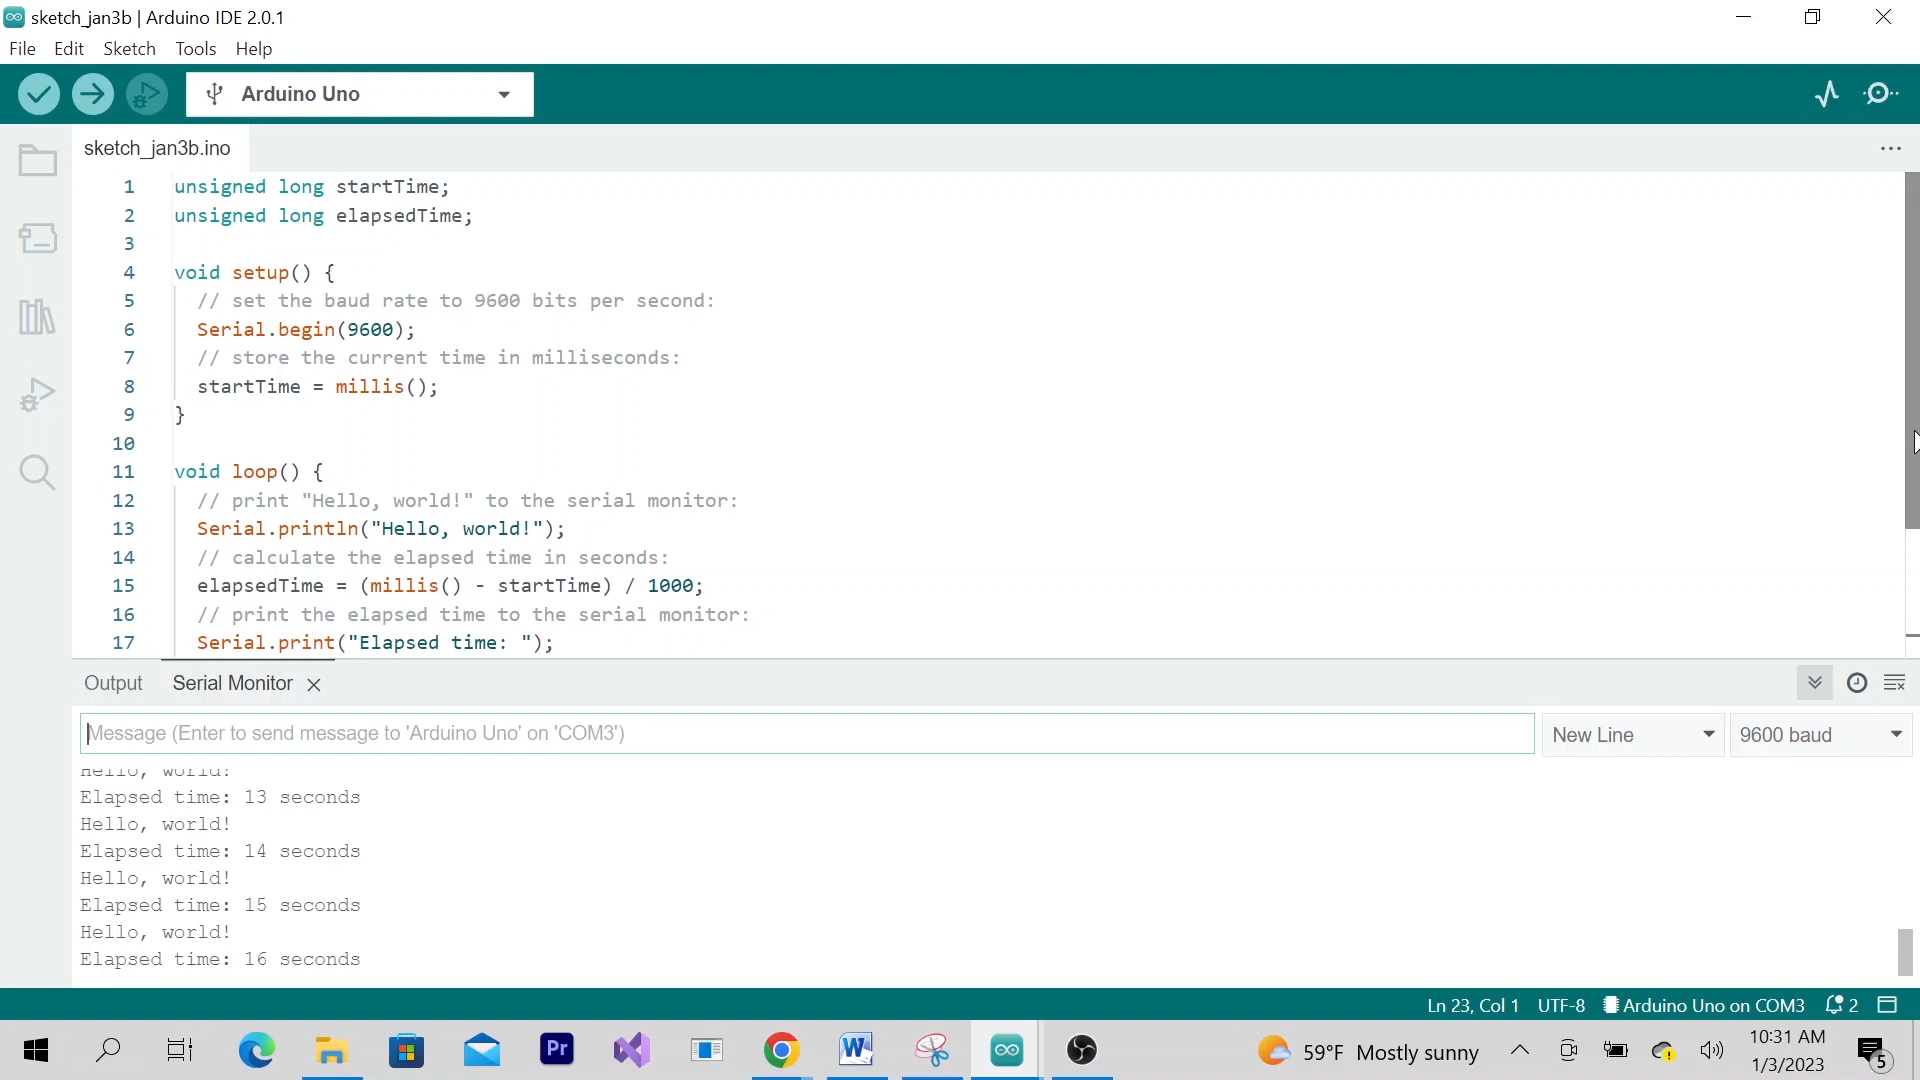 sketch_jan3b | Arduino IDE 2.0.1
File Edit Sketch Tools Help
Arduino Uno
sketch_jan3b.ino
1 unsigned long startTime;
2 unsigned long elapsedTime;
3
4 void setup() {
5 // set the baud rate to 9600 bits per second:
6 Serial.begin(9600);
7 // store the current time in milliseconds:
8 startTime = millis();
9 }
10
11 void loop() {
12 // print "Hello, world!" to the serial monitor:
13 Serial.println("Hello, world!");
14 // calculate the elapsed time in seconds:
15 elapsedTime = (millis() - startTime) / 1000;
16 // print the elapsed time to the serial monitor:
17 Serial.print("Elapsed time: ");
Output Serial Monitor
Message (Enter to send message to 'Arduino Uno' on 'COM3')
New Line 9600 baud
Hello, world!
Elapsed time: 13 seconds
Hello, world!
Elapsed time: 14 seconds
Hello, world!
Elapsed time: 15 seconds
Hello, world!
Elapsed time: 16 seconds
Ln 23, Col 1 UTF-8 Arduino Uno on COM3 2
Pr
W
59°F Mostly sunny
10:31 AM
1/3/2023
5